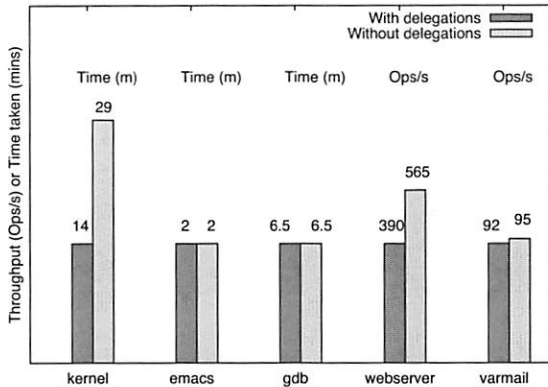 With delegations
Without delegations
Time (m)
Time (m)
Time (m)
Ops/s
Ops/s
29
565
14
2
2
6.5
6.5
390
92
95
Throughput (Ops/s) or Time taken (mins)
kernel
emacs
gdb
webserver
varmail